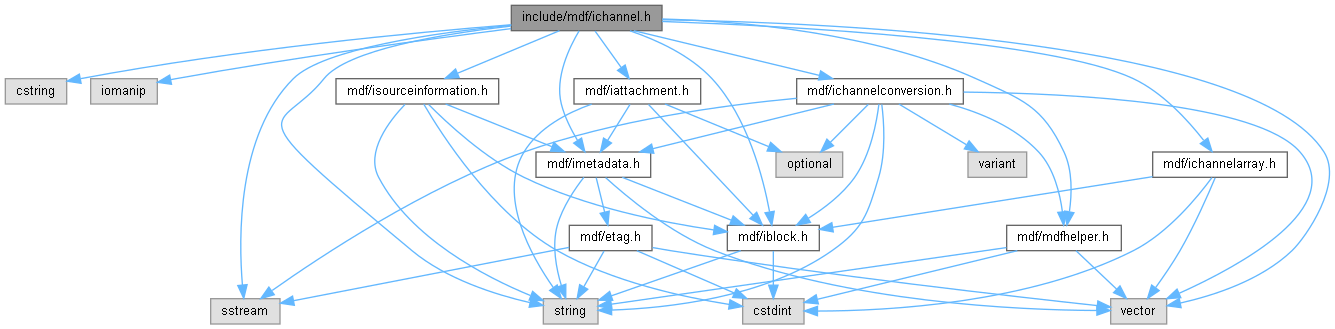 include/mdf/ichannel.h
cstring
iomanip
mdf/isourceinformation.h
mdf/iattachment.h
mdf/ichannelconversion.h
mdf/imetadata.h
optional
variant
mdf/ichannelarray.h
mdf/etag.h
mdf/iblock.h
mdf/mdfhelper.h
sstream
string
cstdint
vector